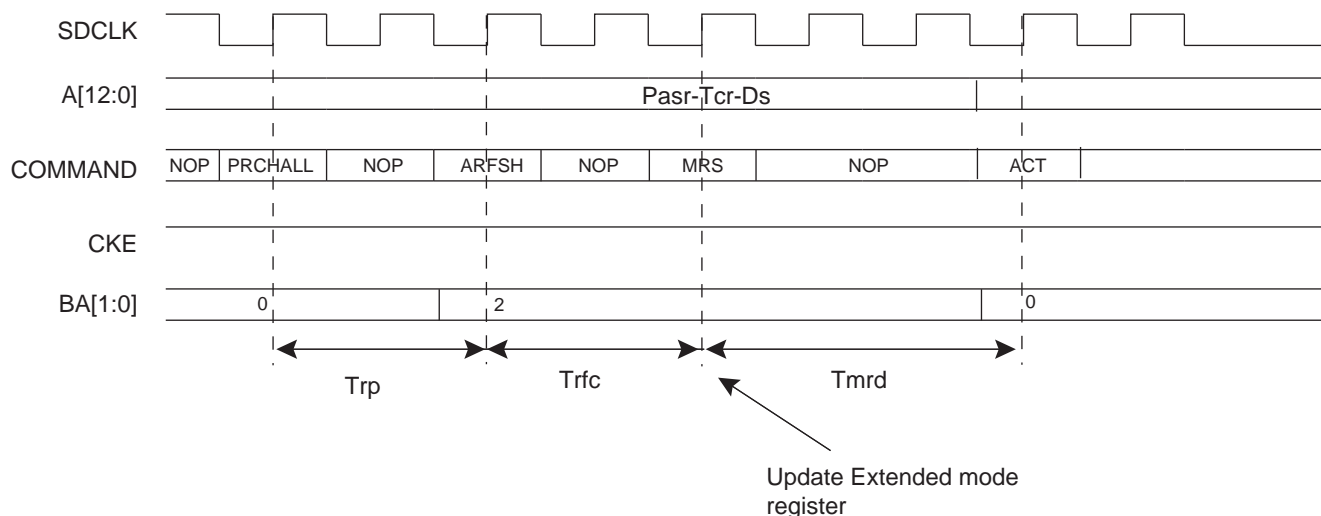 SDCLK
A[12:0]
Pasr-Tcr-Ds
COMMAND
NOP PRCHALL NOP ARFSH NOP MRS NOP ACT
CKE
BA[1:0]
0 2 0
Trp Trfc Tmrd
Update Extended mode
register